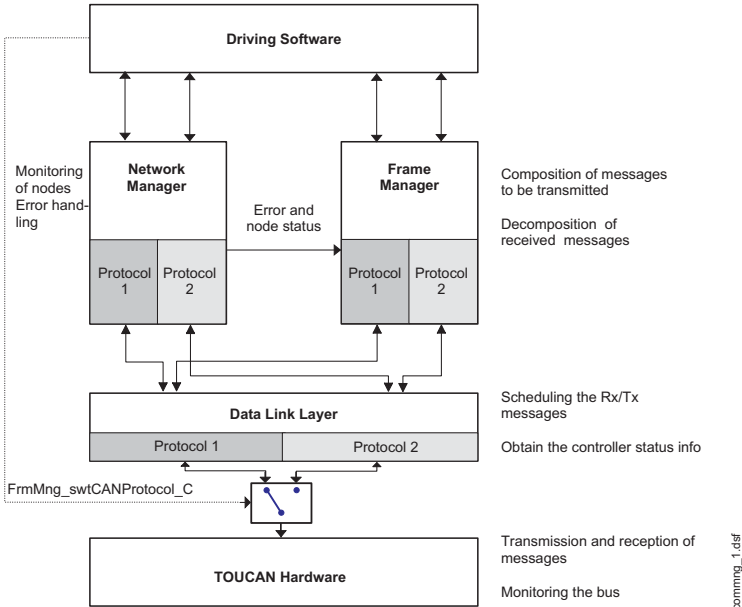 Driving Software
Monitoring
of nodes
Error hand-
ling
Network
Manager
Error and
node status
Frame
Manager
Composition of messages
to be transmitted
Decomposition of
received messages
Protocol
1
Protocol
2
Protocol
1
Protocol
2
Data Link Layer
Protocol 1
Protocol 2
Scheduling the Rx/Tx
messages
Obtain the controller status info
FrmMng_swtCANProtocol_C
TOUCAN Hardware
Transmission and reception of
messages
Monitoring the bus
ommng_1.dsf